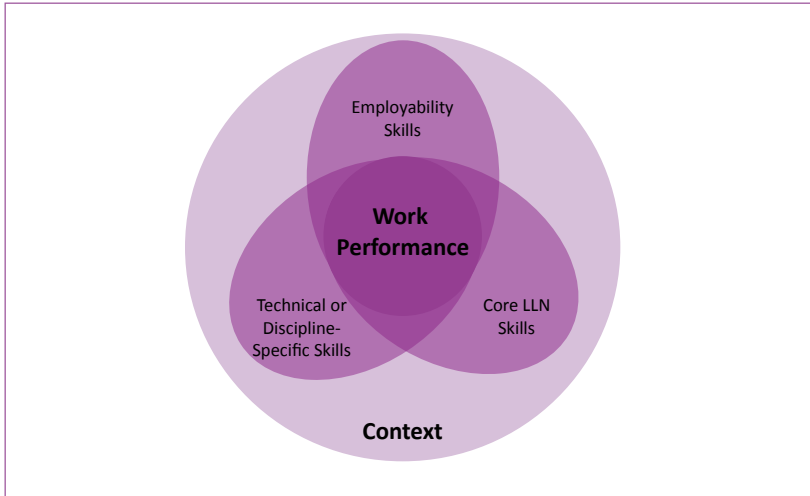 Employability
Skills
Work
Performance
Technical or
Discipline-
Specific Skills
Core LLN
Skills
Context